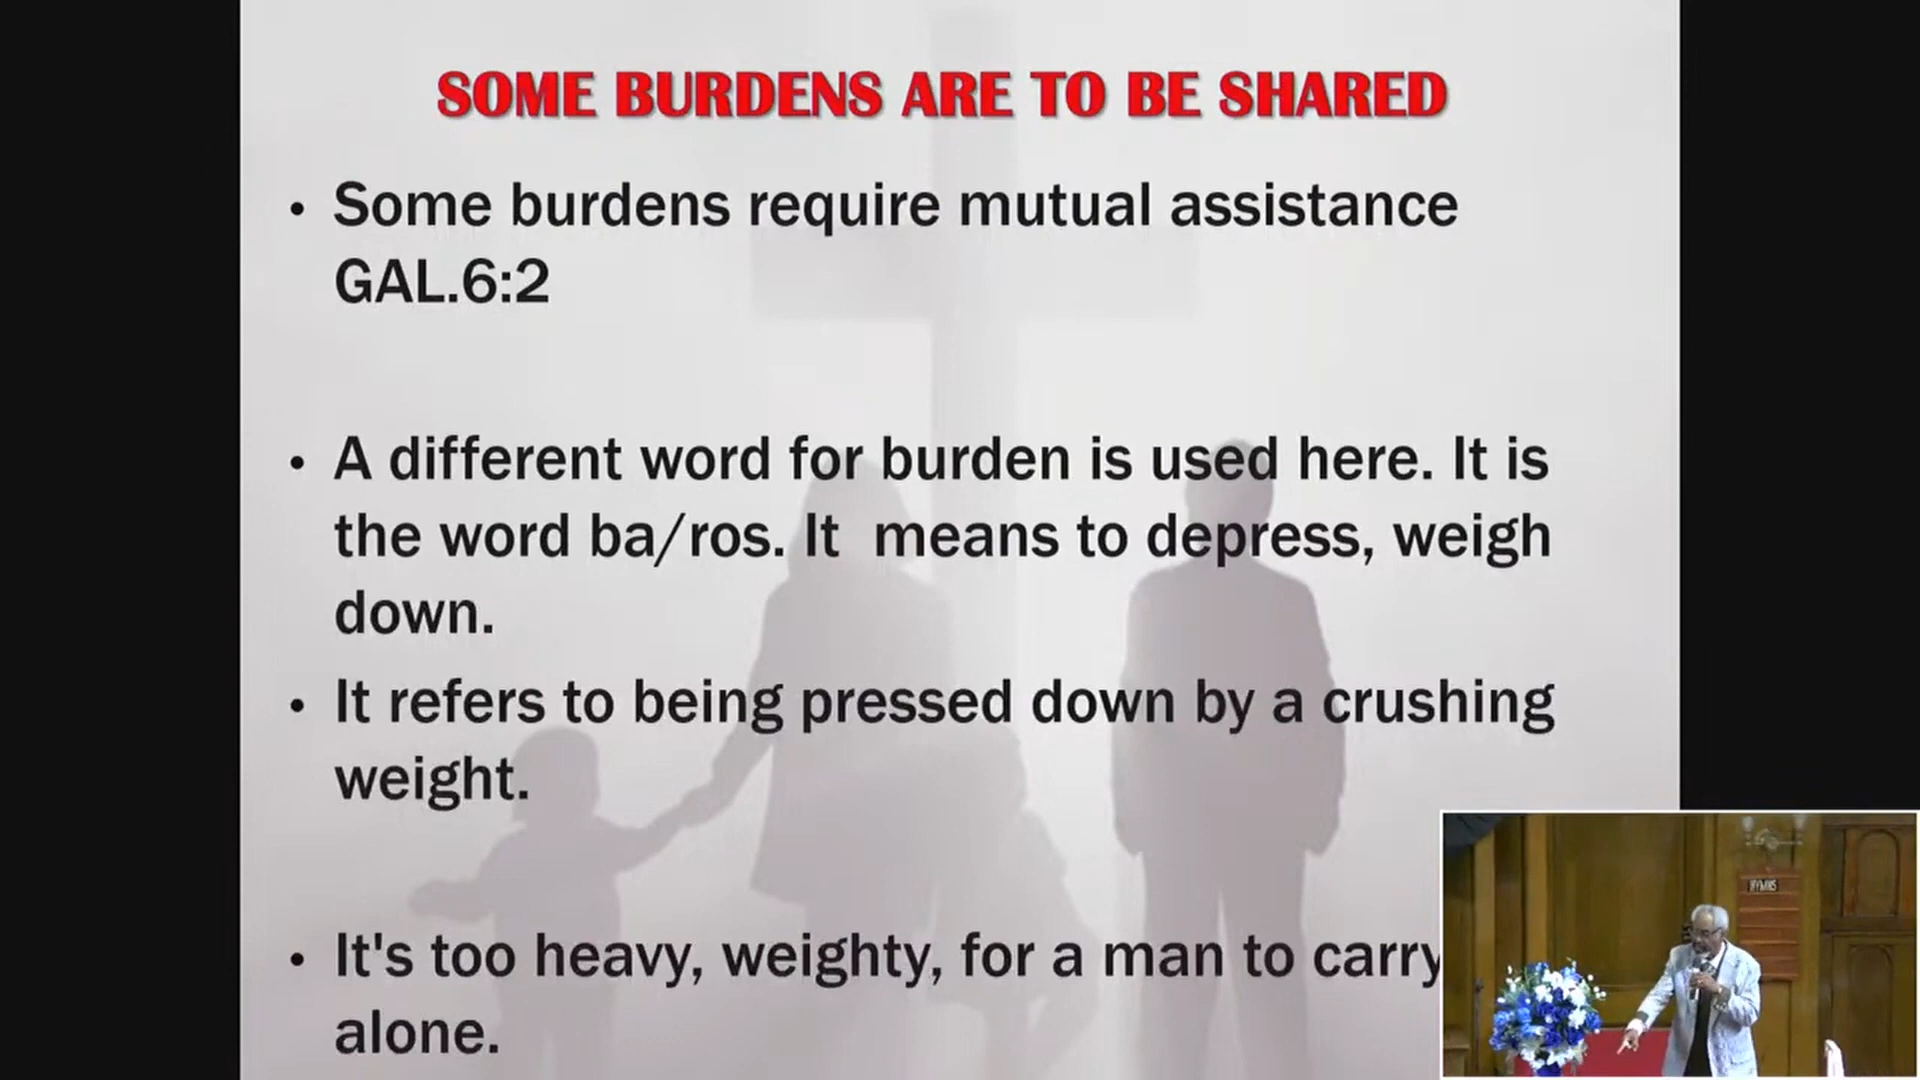 SOME BURDENS ARE TO BE SHARED
• Some burdens require mutual assistance
GAL.6:2
• A different word for burden is used here. It is
the word ba/ros. It  means to depress, weigh
down.
• It refers to being pressed down by a crushing
weight.
• It's too heavy, weighty, for a man to carry
alone.
HYMNS